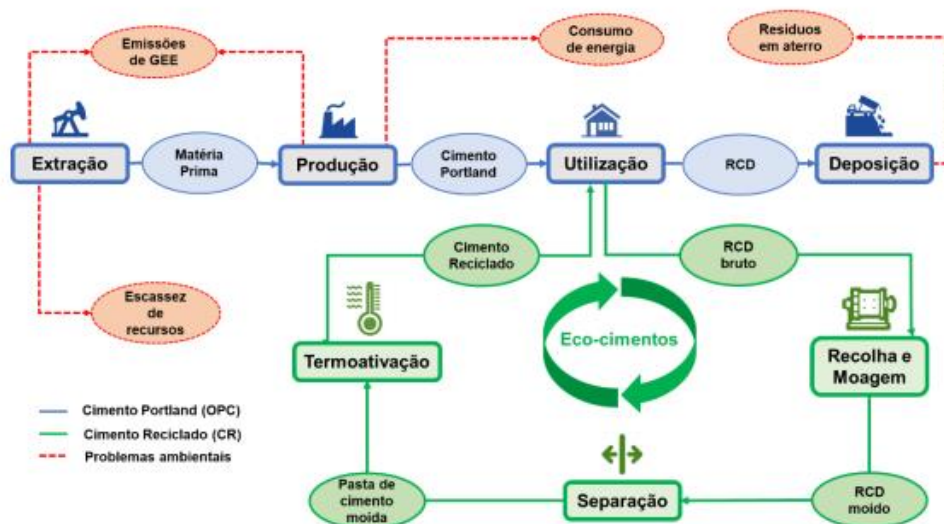 Emissões
de GEE
Consumo
de energia
Resíduos
em aterro
Extração
Matéria
Prima
Produção
Cimento
Portland
Utilização
RCD
Deposição
Cimento
Reciclado
RCD
bruto
Escassez
de
recursos
Termoativação
Eco-cimentos
Recolha e
Moagem
Cimento Portland (OPC)
Cimento Reciclado (CR)
Problemas ambientais
Pasta de
cimento
moída
Separação
RCD
moído